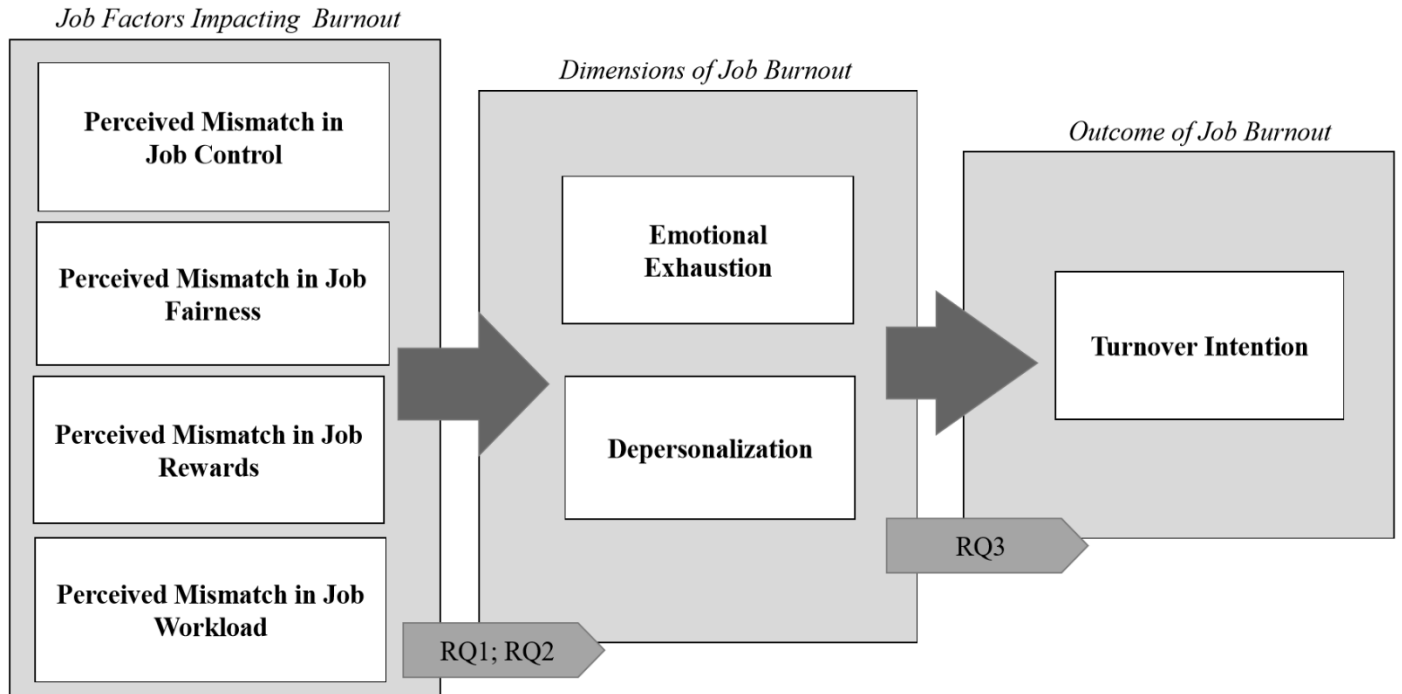 Job Factors Impacting Burnout
Perceived Mismatch in
Job Control
Perceived Mismatch in Job
Fairness
Perceived Mismatch in Job
Rewards
Perceived Mismatch in Job
Workload
RQ1; RQ2
Dimensions of Job Burnout
Emotional
Exhaustion
Depersonalization
RQ3
Outcome of Job Burnout
Turnover Intention